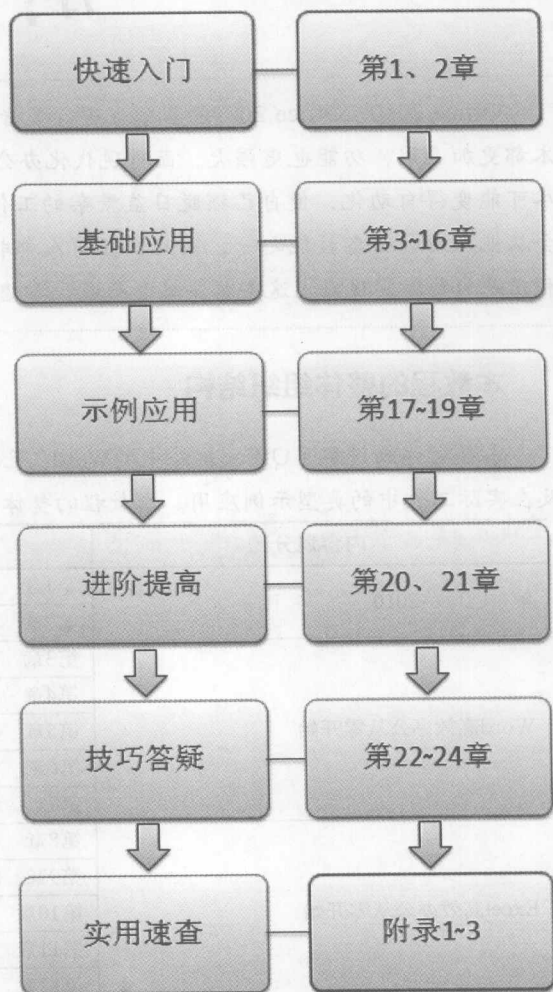 快速入门 第1、2章
基础应用 第3~16章
示例应用 第17~19章
进阶提高 第20、21章
技巧答疑 第22~24章
实用速查 附录1~3